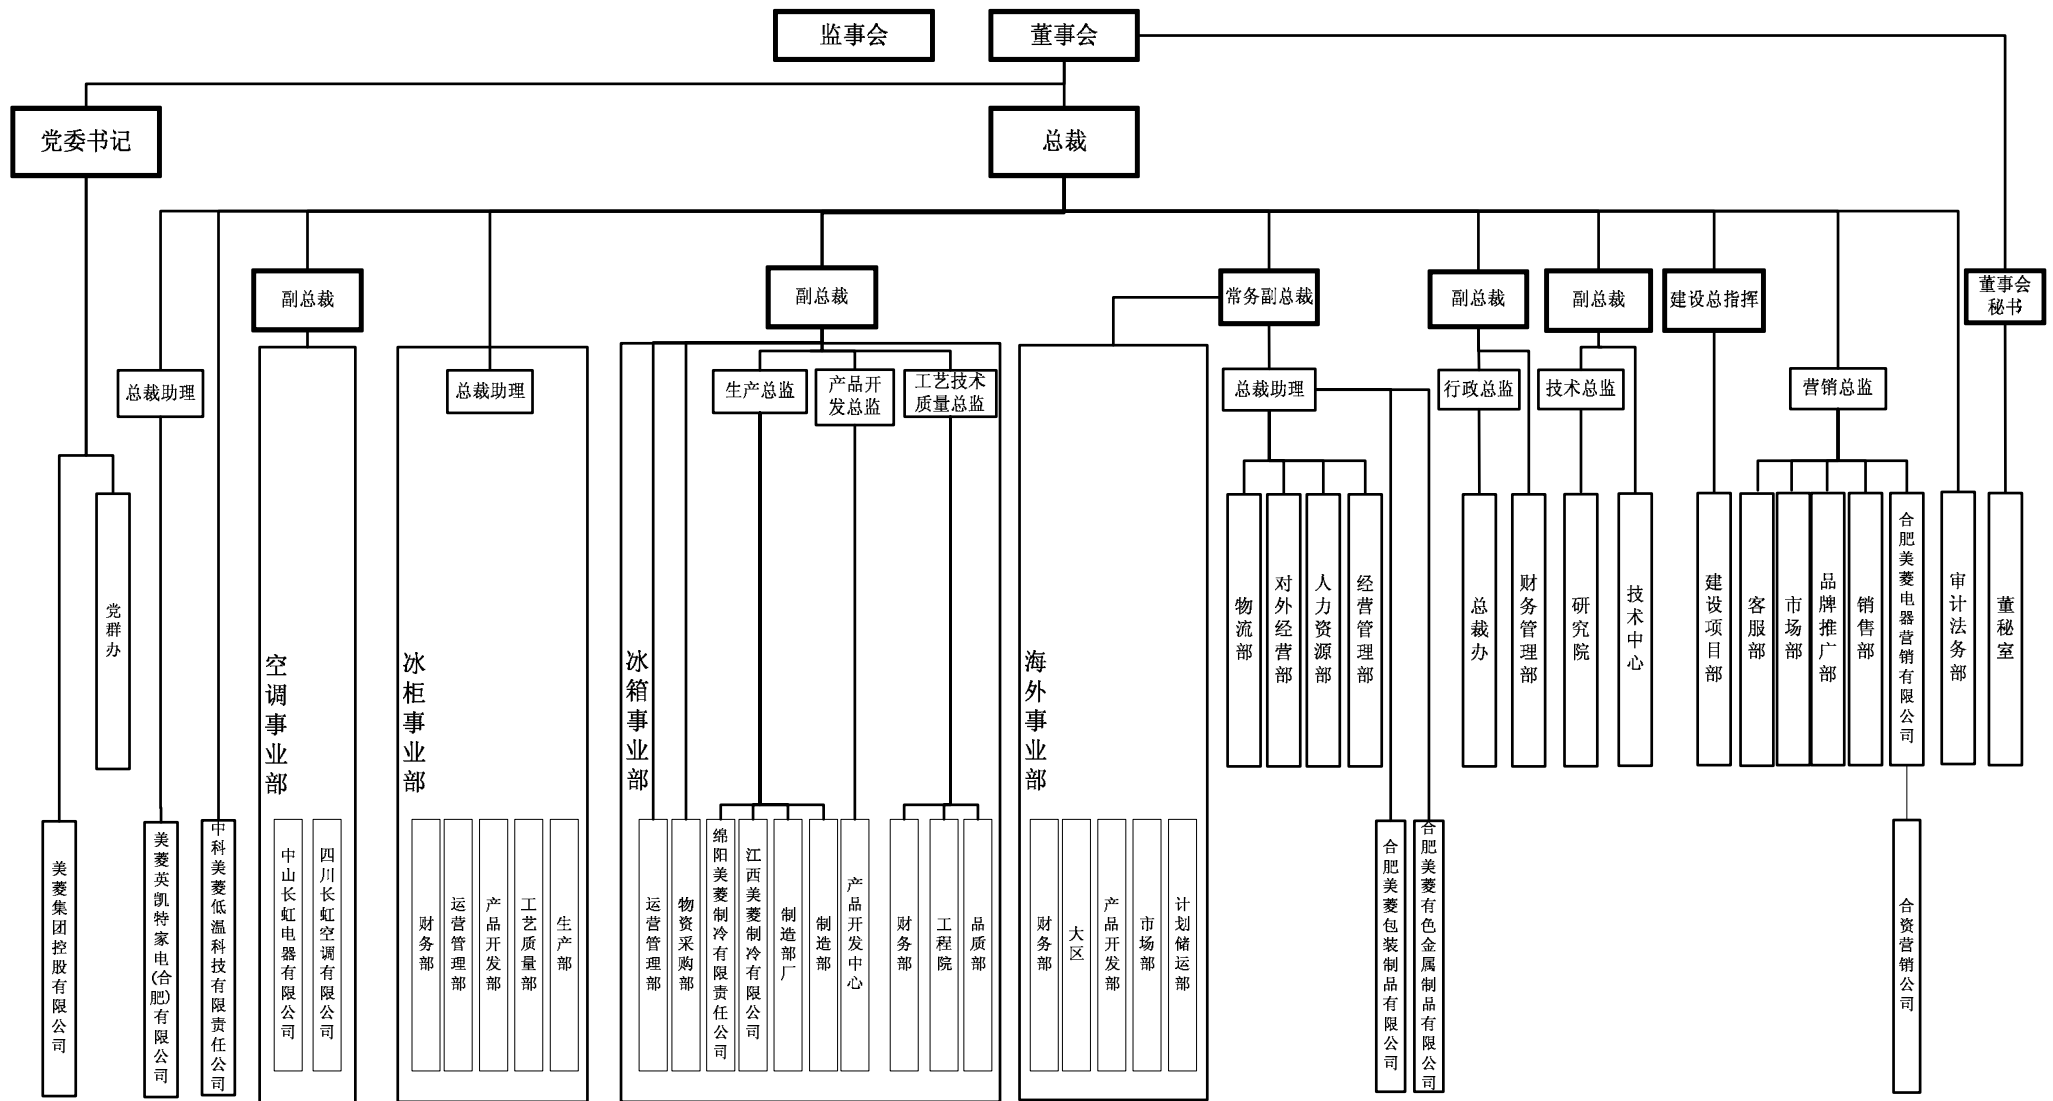 监事会
董事会
党委书记
总裁
副总裁
副总裁
常务副总裁
副总裁
副总裁
建设总指挥
董事会
秘书
总裁助理
总裁助理
生产总监
产品开
发总监
工艺技术
质量总监
总裁助理
行政总监
技术总监
营销总监
党群办
空调事业部
冰柜事业部
冰箱事业部
海外事业部
物流部
对外经营部
人力资源部
经营管理部
总裁办
财务管理部
研究院
技术中心
建设项目部
客服部
市场部
品牌推广部
销售部
合肥美菱电器营销有限公司
审计法务部
董秘室
美菱集团控股有限公司
美菱英凯特家电(合肥)有限公司
中科美菱低温科技有限责任公司
中山长虹电器有限公司
四川长虹空调有限公司
财务部
运营管理部
产品开发部
工艺质量部
生产部
运营管理部
物资采购部
绵阳美菱制冷有限责任公司
江西美菱制冷有限公司
制造部厂
制造部
产品开发中心
财务部
工程院
品质部
财务部
大区
产品开发部
市场部
计划储运部
合肥美菱包装制品有限公司
合肥美菱有色金属制品有限公司
合资营销公司